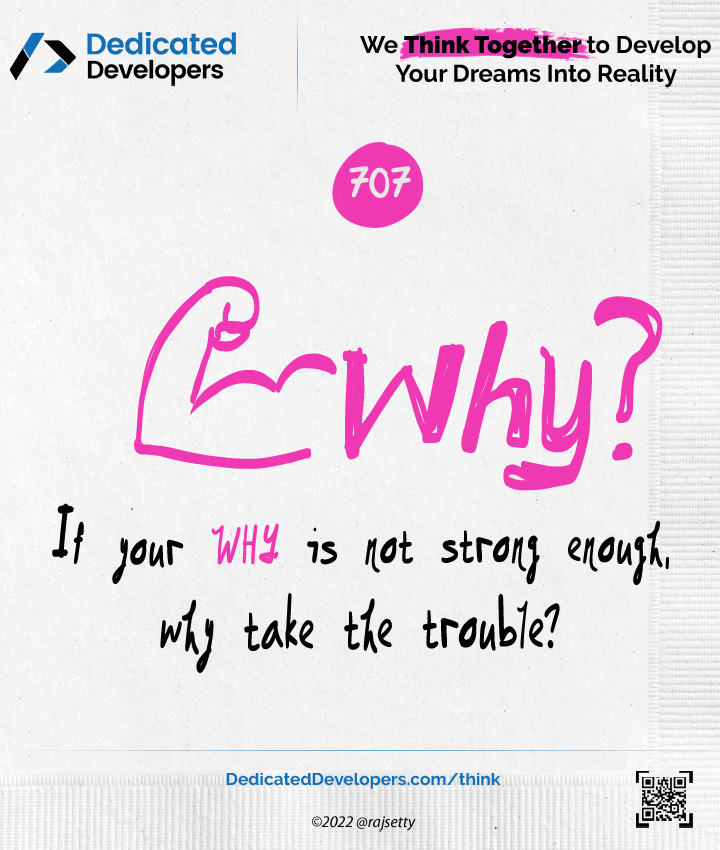 Dedicated
Developers
We Think Together to Develop
Your Dreams Into Reality
707
Why?
If your WHY is not strong enough,
why take the trouble?
DedicatedDevelopers.com/think
©2022 @rajsetty